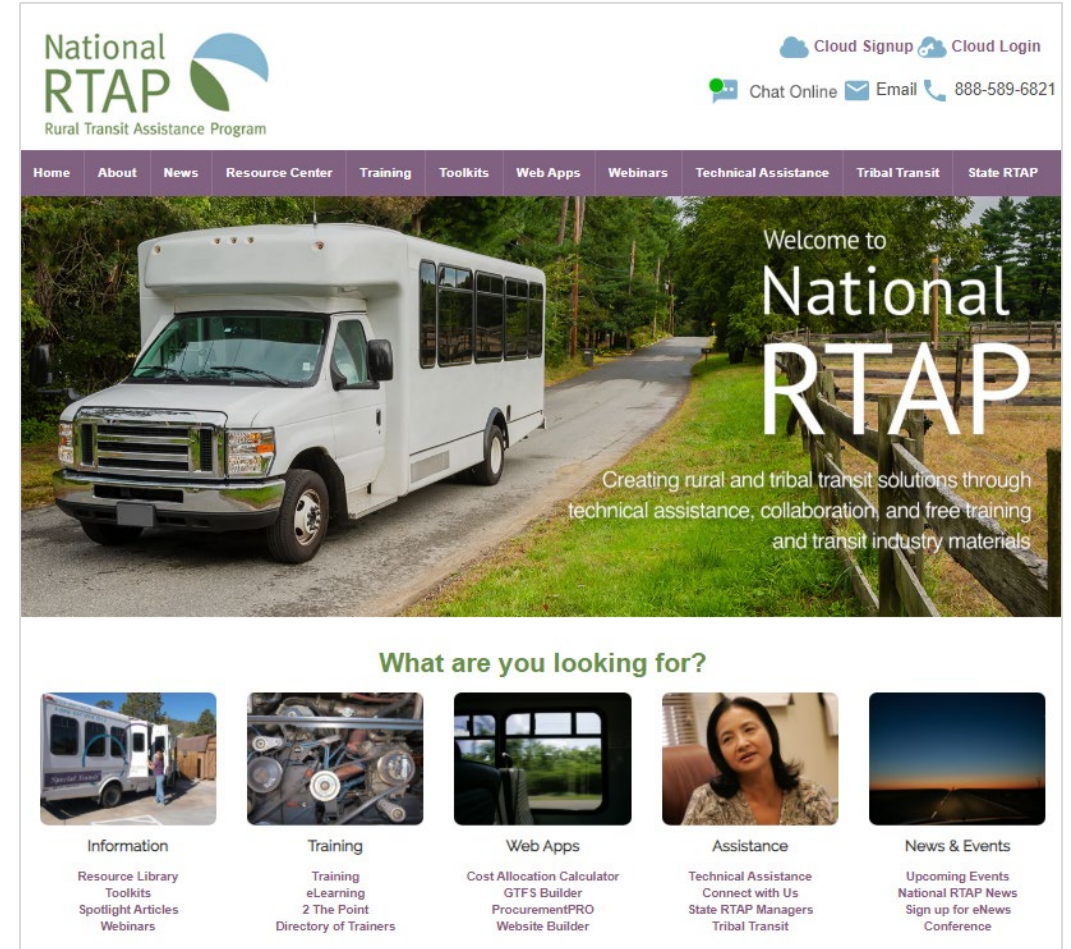 National
RTAP
Rural Transit Assistance Program
Cloud Signup Cloud Login
Chat Online Email 888-589-6821
Home About News Resource Center Training Toolkits Web Apps Webinars Technical Assistance Tribal Transit State RTAP
Welcome to
National
RTAP
Creating rural and tribal transit solutions through
technical assistance, collaboration, and free training
and transit industry materials
What are you looking for?
Special Transit
Information
Resource Library
Toolkits
Spotlight Articles
Webinars
Training
Training
eLearning
2 The Point
Directory of Trainers
Web Apps
Cost Allocation Calculator
GTFS Builder
ProcurementPRO
Website Builder
Assistance
Technical Assistance
Connect with Us
State RTAP Managers
Tribal Transit
News & Events
Upcoming Events
National RTAP News
Sign up for eNews
Conference